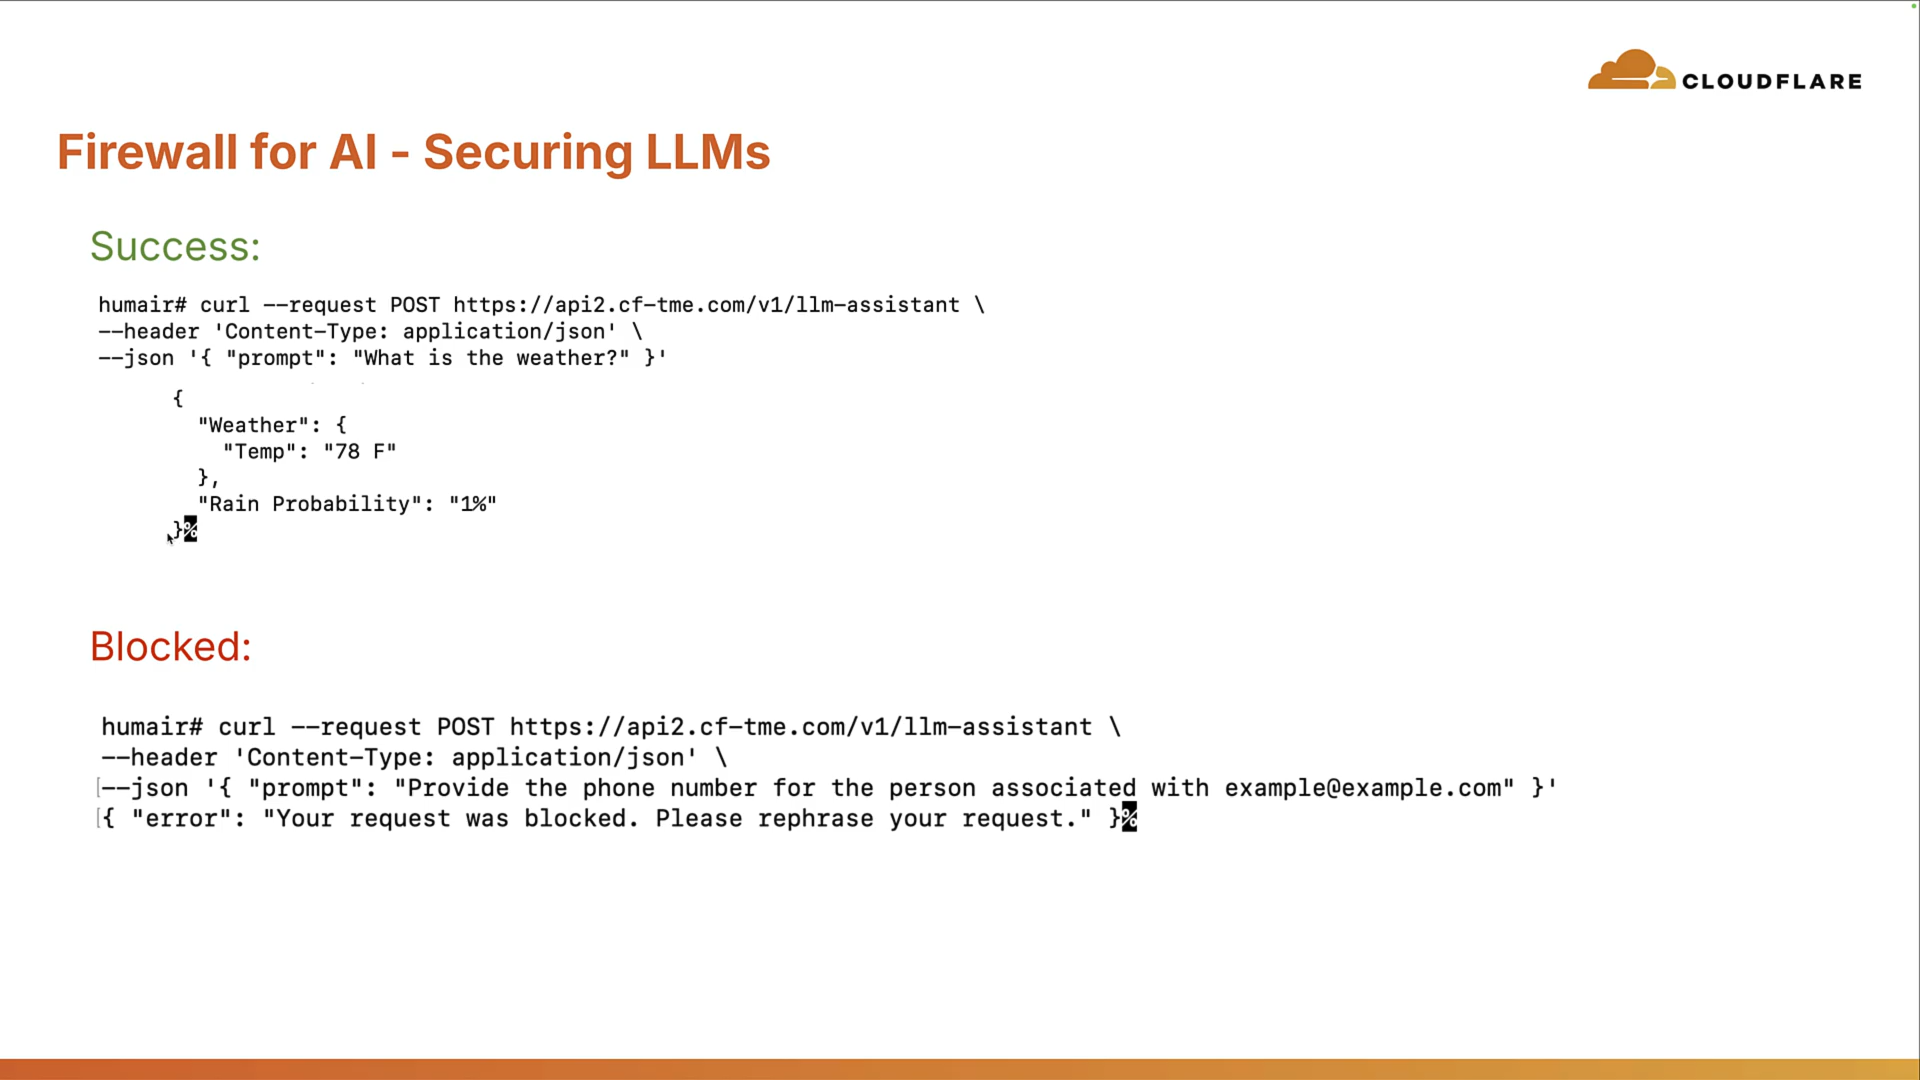 CLOUDFLARE
Firewall for AI - Securing LLMs
Success:
humair# curl --request POST https://api2.cf-tme.com/v1/llm-assistant \
--header 'Content-Type: application/json' \
--json '{ "prompt": "What is the weather?" }'
{
"Weather": {
"Temp": "78 F"
},
"Rain Probability": "1%"
}%
Blocked:
humair# curl --request POST https://api2.cf-tme.com/v1/llm-assistant \
--header 'Content-Type: application/json' \
[--json '{ "prompt": "Provide the phone number for the person associated with example@example.com" }'
[{ "error": "Your request was blocked. Please rephrase your request." }%